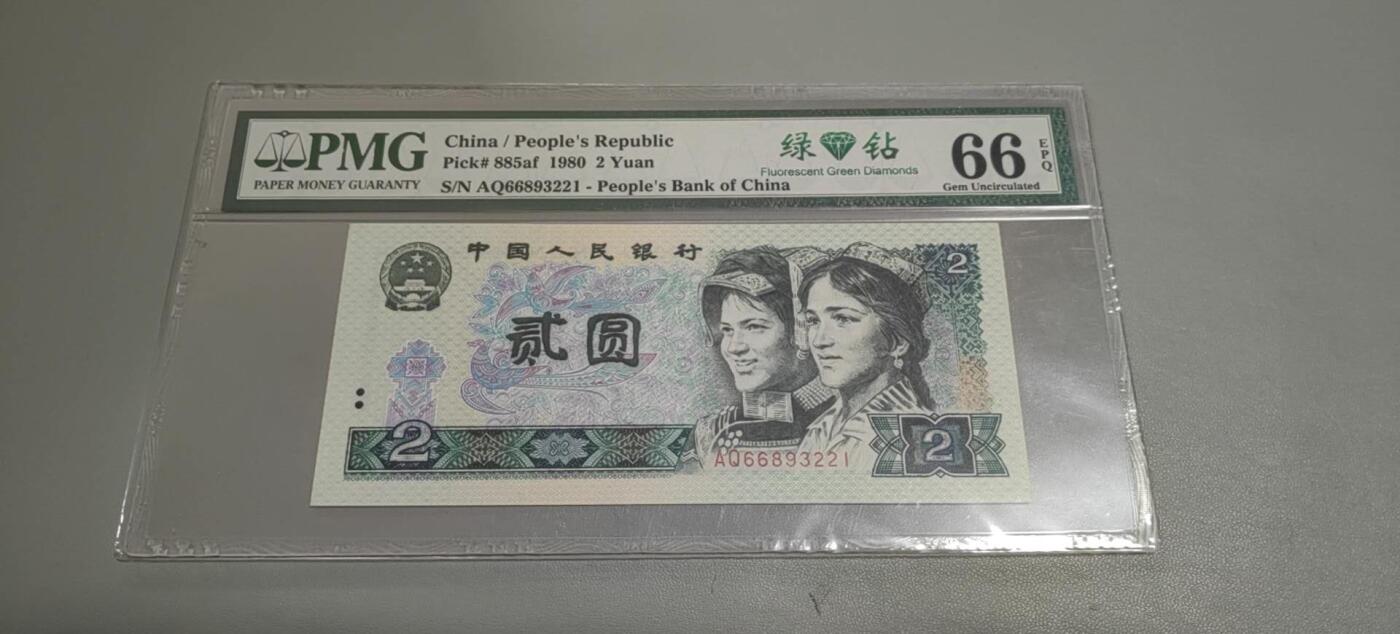 PMG
PAPER MONEY GUARANTY
China / People's Republic
Pick# 885af 1980 2 Yuan
S/N AQ66893221 - People's Bank of China
绿 钻
Fluorescent Green Diamonds
66
EPQ
Gem Uncirculated
中国人民银行
2
贰圆
2
AQ66893221
2